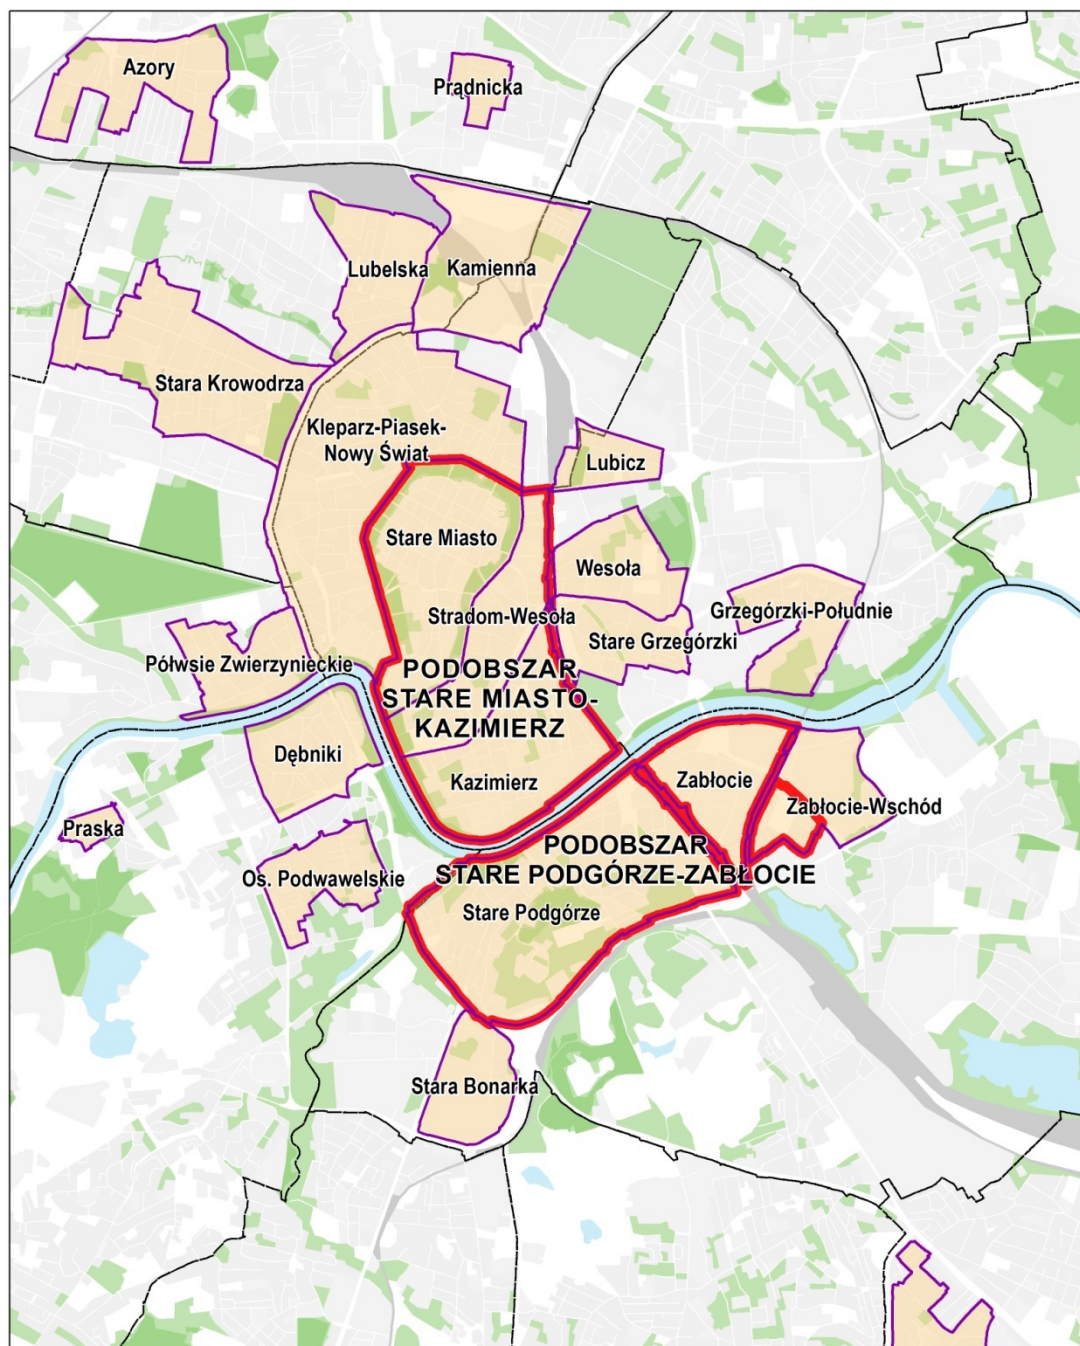 Azory
Prądnicka
Lubelska
Kamienna
Stara Krowodrza
Kleparz-Piasek-
Nowy Świat
Lubicz
Stare Miasto
Wesoła
Stradom-Wesoła
Grzegórzki-Południe
Stare Grzegórzki
Półwsie Zwierzynieckie
PODOBSZAR
STARE MIASTO-
KAZIMIERZ
Dębniki
Kazimierz
Zabłocie
Zabłocie-Wschód
Praska
PODOBSZAR
STARE PODGÓRZE-ZABŁOCIE
Os. Podwawelskie
Stare Podgórze
Stara Bonarka